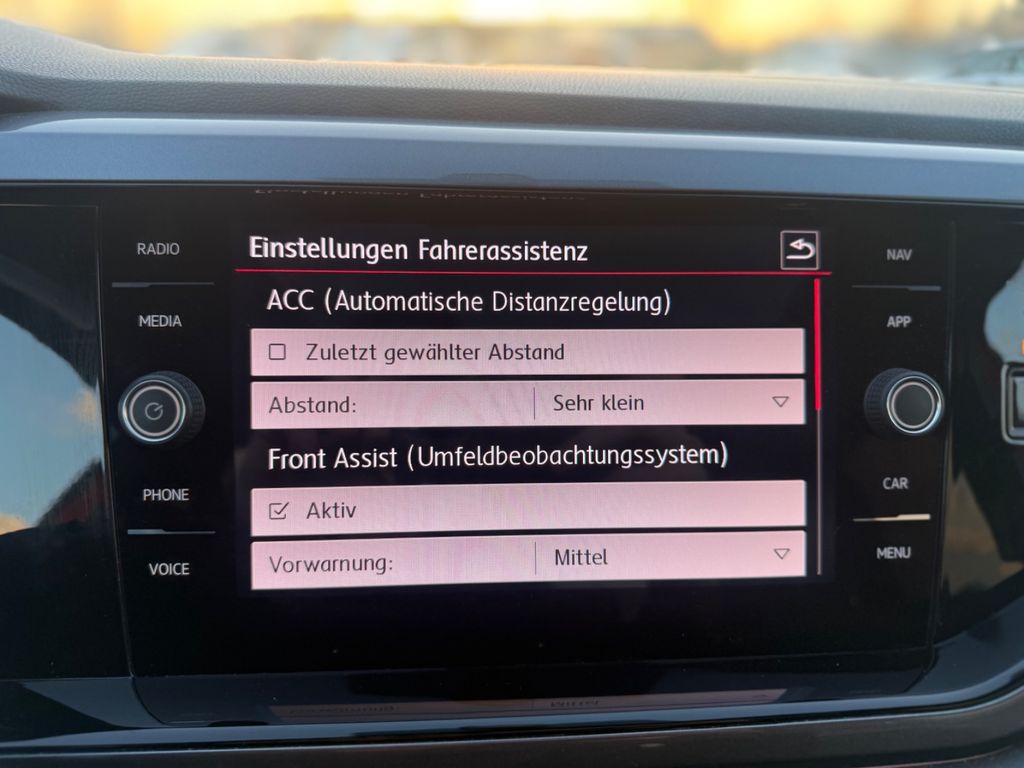 Einstellungen Fahrerassistenz
ACC (Automatische Distanzregelung)
Zuletzt gewählter Abstand
Abstand: Sehr klein
Front Assist (Umfeldbeobachtungssystem)
Aktiv
Vorwarnung: Mittel
RADIO
MEDIA
PHONE
VOICE
NAV
APP
CAR
MENU